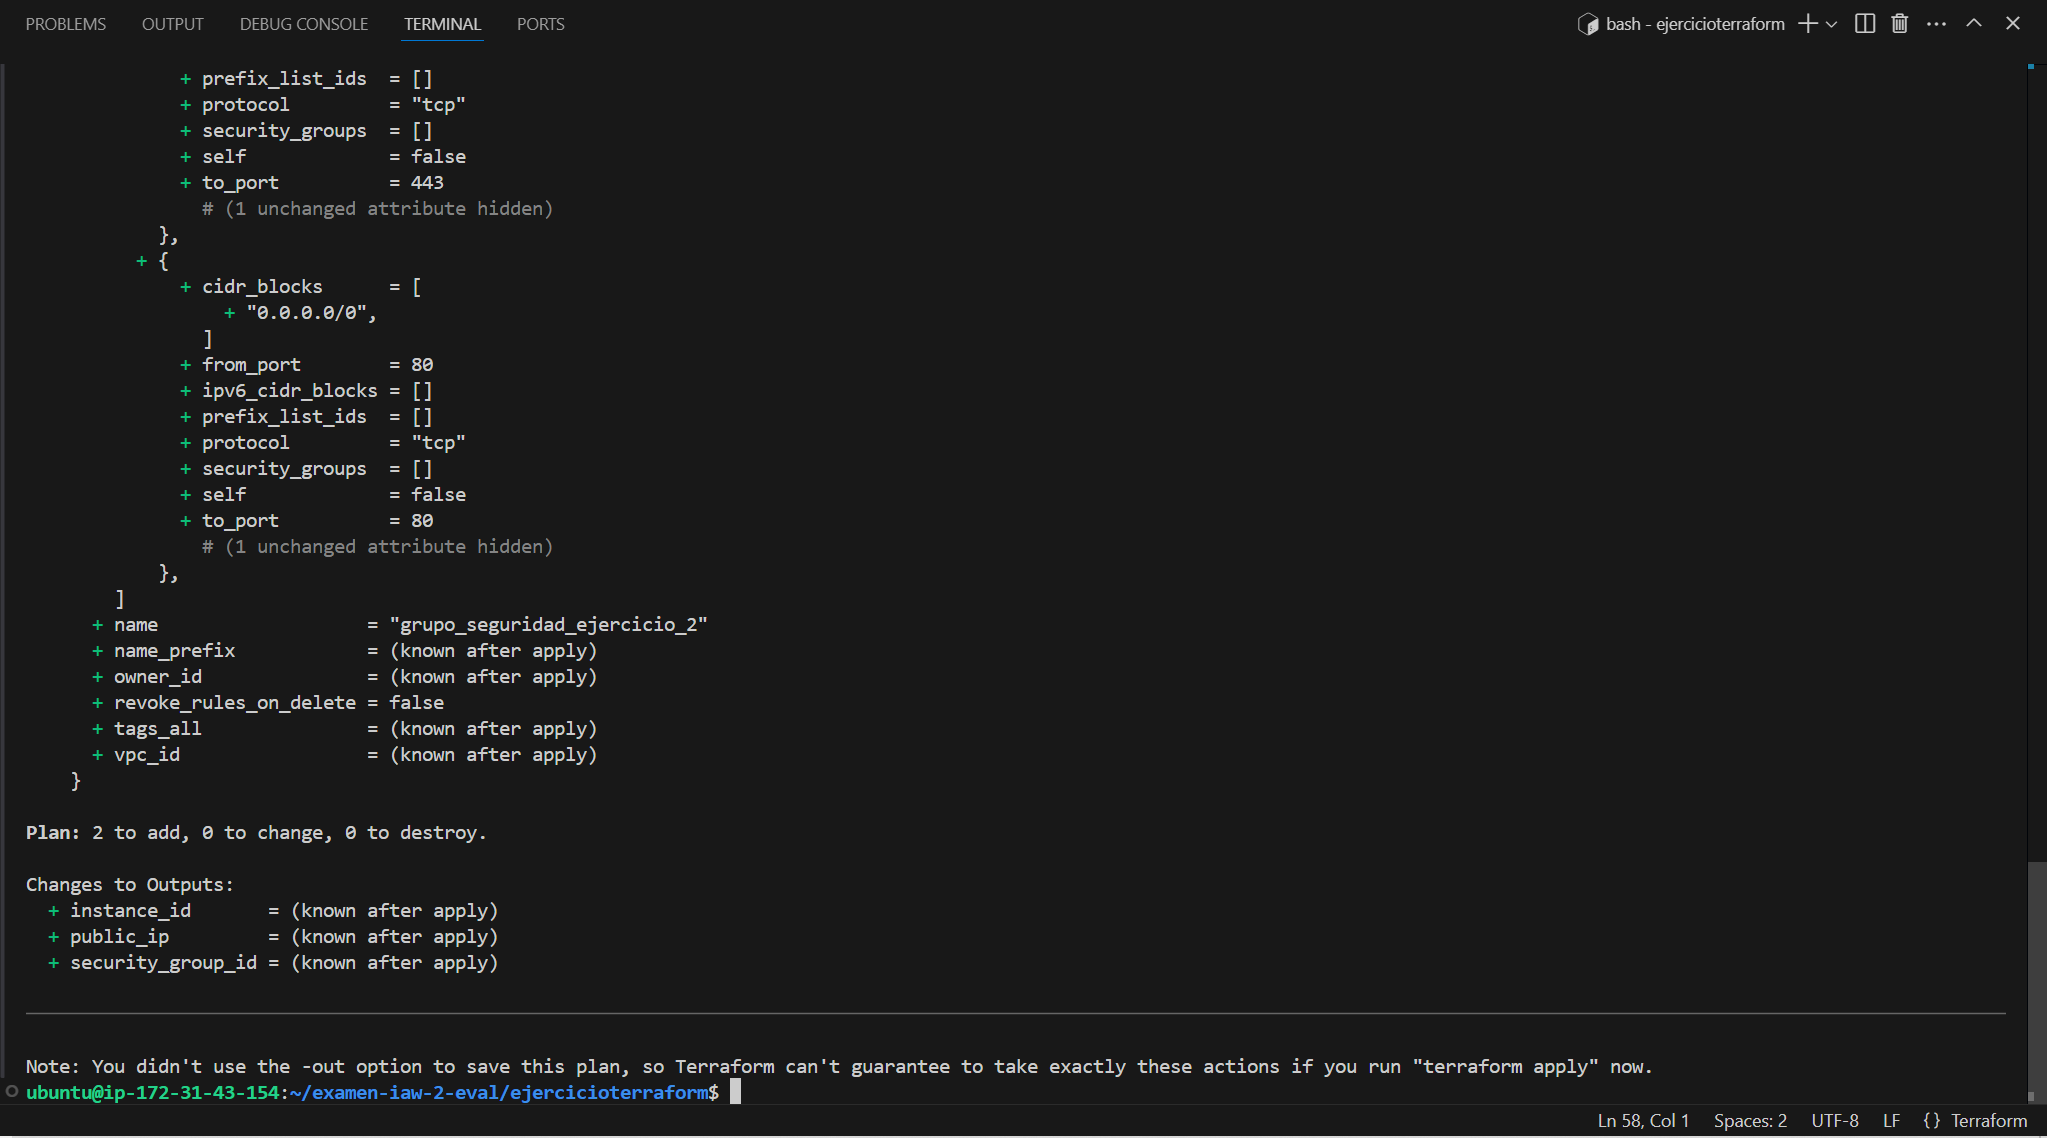 PROBLEMS OUTPUT DEBUG CONSOLE TERMINAL PORTS bash - ejercicioterraform
+ prefix_list_ids = []
+ protocol = "tcp"
+ security_groups = []
+ self = false
+ to_port = 443
# (1 unchanged attribute hidden)
},
+ {
+ cidr_blocks = [
+ "0.0.0.0/0",
]
+ from_port = 80
+ ipv6_cidr_blocks = []
+ prefix_list_ids = []
+ protocol = "tcp"
+ security_groups = []
+ self = false
+ to_port = 80
# (1 unchanged attribute hidden)
},
]
+ name = "grupo_seguridad_ejercicio_2"
+ name_prefix = (known after apply)
+ owner_id = (known after apply)
+ revoke_rules_on_delete = false
+ tags_all = (known after apply)
+ vpc_id = (known after apply)
}
Plan: 2 to add, 0 to change, 0 to destroy.
Changes to Outputs:
+ instance_id = (known after apply)
+ public_ip = (known after apply)
+ security_group_id = (known after apply)
Note: You didn't use the -out option to save this plan, so Terraform can't guarantee to take exactly these actions if you run "terraform apply" now.
ubuntu@ip-172-31-43-154:~/examen-iaw-2-eval/ejercicioterraform$
Ln 58, Col 1 Spaces: 2 UTF-8 LF {} Terraform